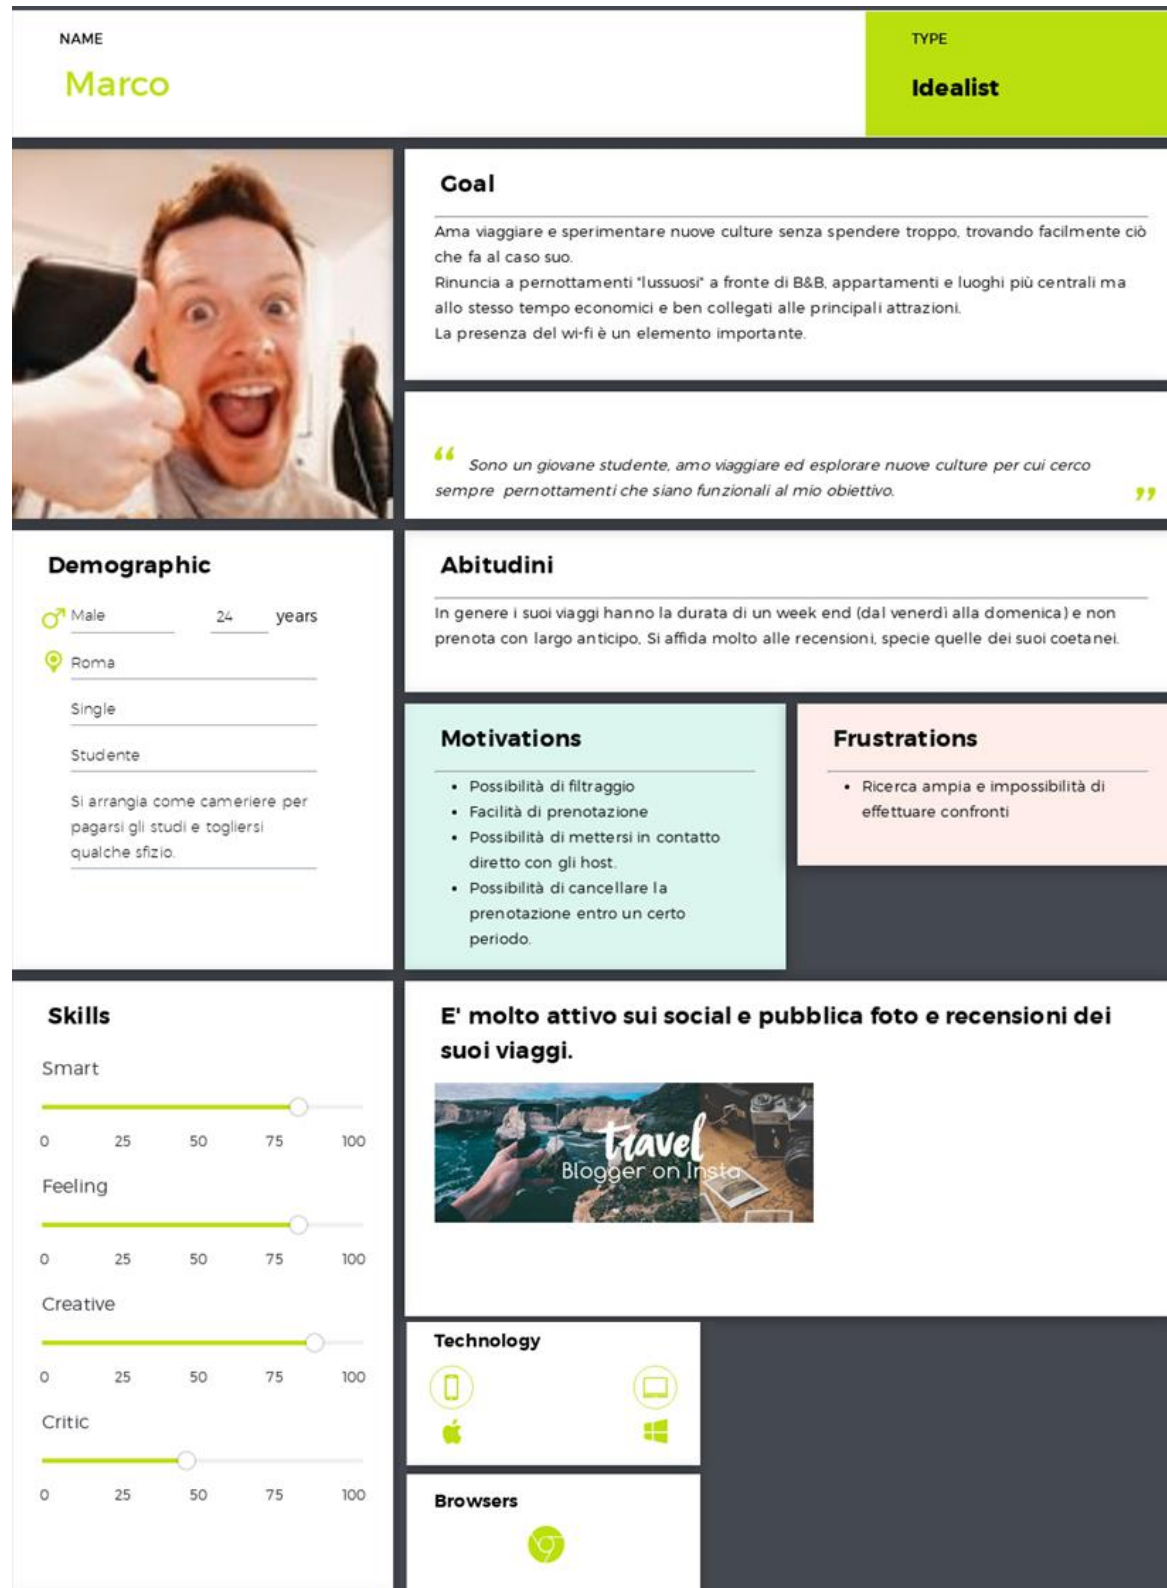 NAME
Marco
TYPE
Idealist
Goal
Ama viaggiare e sperimentare nuove culture senza spendere troppo, trovando facilmente ciò
che fa al caso suo.
Rinuncia a pernottamenti "lussuosi" a fronte di B&B, appartamenti e luoghi più centrali ma
allo stesso tempo economici e ben collegati alle principali attrazioni.
La presenza del wi-fi è un elemento importante.
“ Sono un giovane studente, amo viaggiare ed esplorare nuove culture per cui cerco
sempre pernottamenti che siano funzionali al mio obiettivo. ”
Demographic
Male 24 years
Roma
Single
Studente
Si arrangia come cameriere per
pagarsi gli studi e togliersi
qualche sfizio.
Abitudini
In genere i suoi viaggi hanno la durata di un week end (dal venerdì alla domenica) e non
prenota con largo anticipo, Si affida molto alle recensioni, specie quelle dei suoi coetanei.
Motivations
• Possibilità di filtraggio
• Facilità di prenotazione
• Possibilità di mettersi in contatto
diretto con gli host.
• Possibilità di cancellare la
prenotazione entro un certo
periodo.
Frustrations
• Ricerca ampia e impossibilità di
effettuare confronti
Skills
Smart
0 25 50 75 100
Feeling
0 25 50 75 100
Creative
0 25 50 75 100
Critic
0 25 50 75 100
E' molto attivo sui social e pubblica foto e recensioni dei
suoi viaggi.
travel
Blogger on Insta
Technology
Browsers